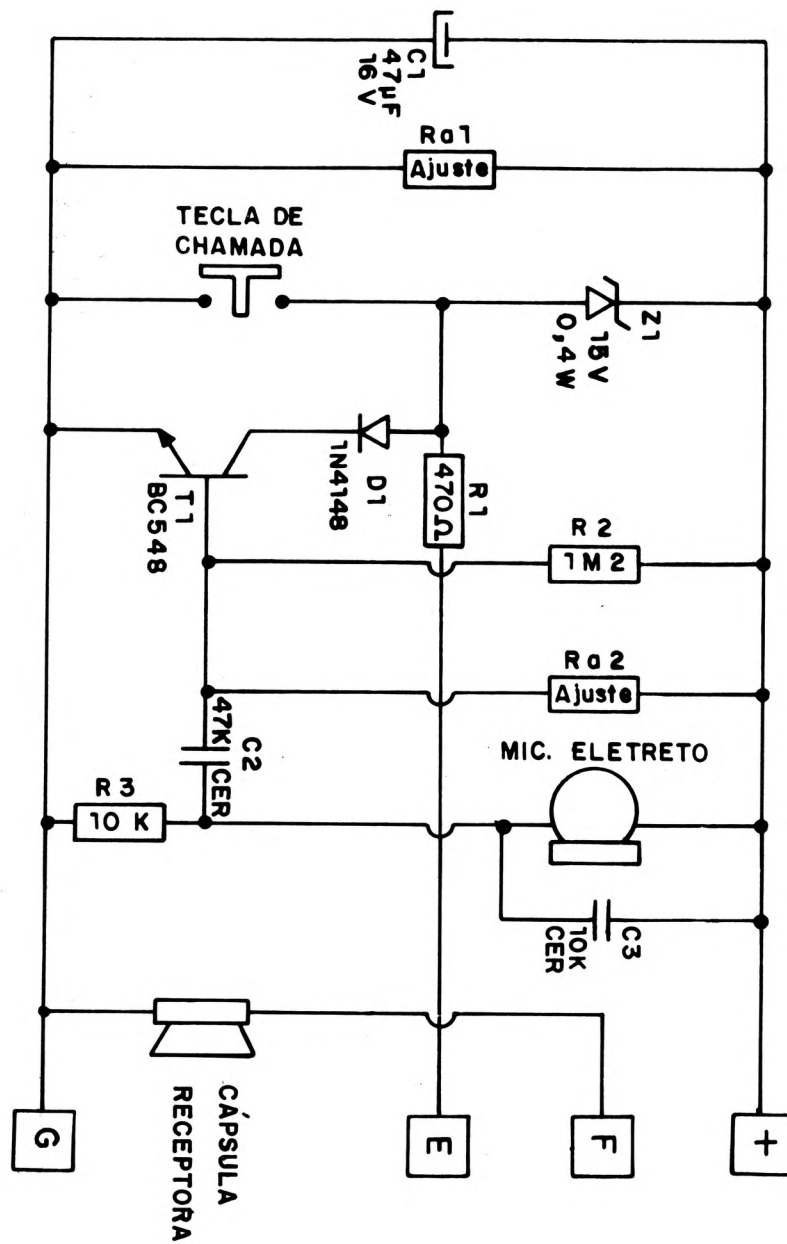 C1
47µF
16V
Ra1
Ajuste
TECLA DE
CHAMADA
Z1
15V
0,4W
T1
BC548
D1
1N4148
R1
470Ω
R2
1M2
Ra2
Ajuste
C2
47K
CER
MIC. ELETRETO
R3
10 K
C3
10K
CER
CÁPSULA
RECEPTORA
G
E
F
+